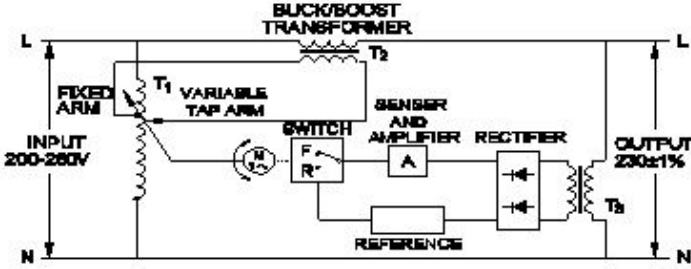 BUCK/BOOST
TRANSFORMER
L
L
T2
FIXED
ARM
T1
VARIABLE
TAP ARM
SENSER
AND
AMPLIFIER
SWITCH
RECTIFIER
INPUT
200-260V
OUTPUT
230±1%
M
1~
F
R
A
T3
REFERENCE
N
N